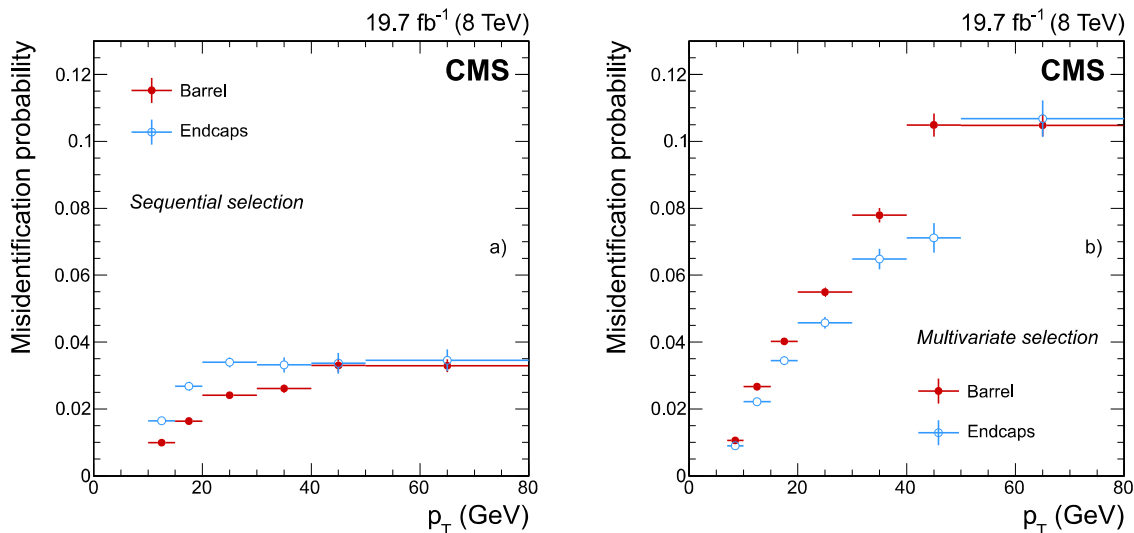 19.7 fb⁻¹ (8 TeV)
Misidentification probability
0.12
0.1
0.08
0.06
0.04
0.02
0
CMS
Barrel
Endcaps
Sequential selection
a)
0 20 40 60 80
p_T (GeV)
19.7 fb⁻¹ (8 TeV)
Misidentification probability
0.12
0.1
0.08
0.06
0.04
0.02
0
CMS
b)
Multivariate selection
Barrel
Endcaps
0 20 40 60 80
p_T (GeV)